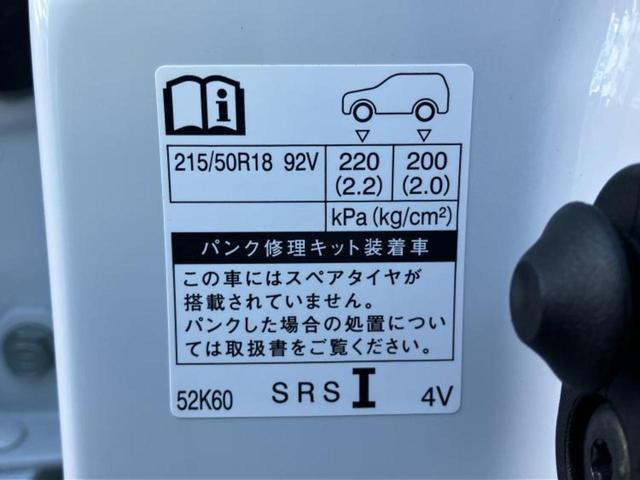 215/50R18 92V 220 200
(2.2) (2.0)
kPa (kg/cm²)
パンク修理キット装着車
この車にはスペアタイヤが
搭載されていません。
パンクした場合の処置につい
ては取扱書をご覧ください。
52K60 SRS I 4V